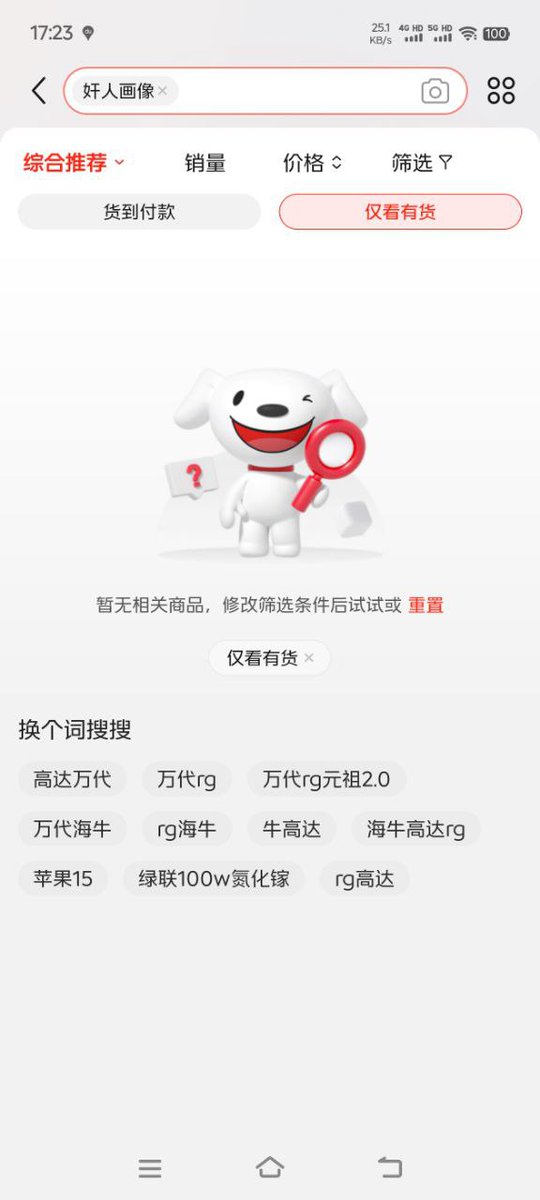 17:23 25.1 KB/s 4G HD 5G HD 100
奸人画像×
综合推荐 销量 价格 筛选
货到付款 仅看有货
?
暂无相关商品，修改筛选条件后试试或 重置
仅看有货 ×
换个词搜搜
高达万代 万代rg 万代rg元祖2.0
万代海牛 rg海牛 牛高达 海牛高达rg
苹果15 绿联100w氮化镓 rg高达